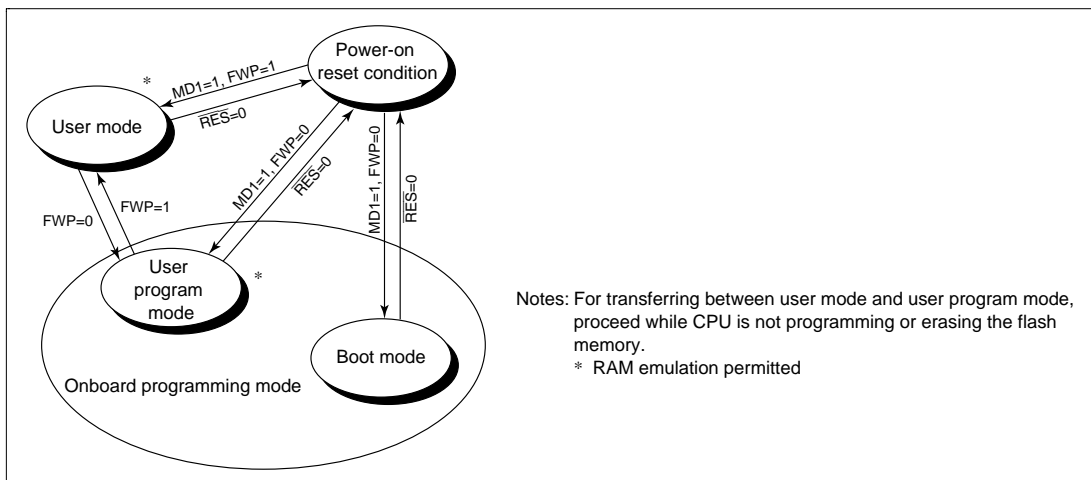 Power-on
reset condition
*
MD1=1, FWP=1
RES=0
User mode
MD1=1, FWP=0
RES=0
MD1=1, FWP=0
RES=0
FWP=0
FWP=1
User
program
mode
*
Boot mode
Onboard programming mode
Notes: For transferring between user mode and user program mode,
proceed while CPU is not programming or erasing the flash
memory.
* RAM emulation permitted